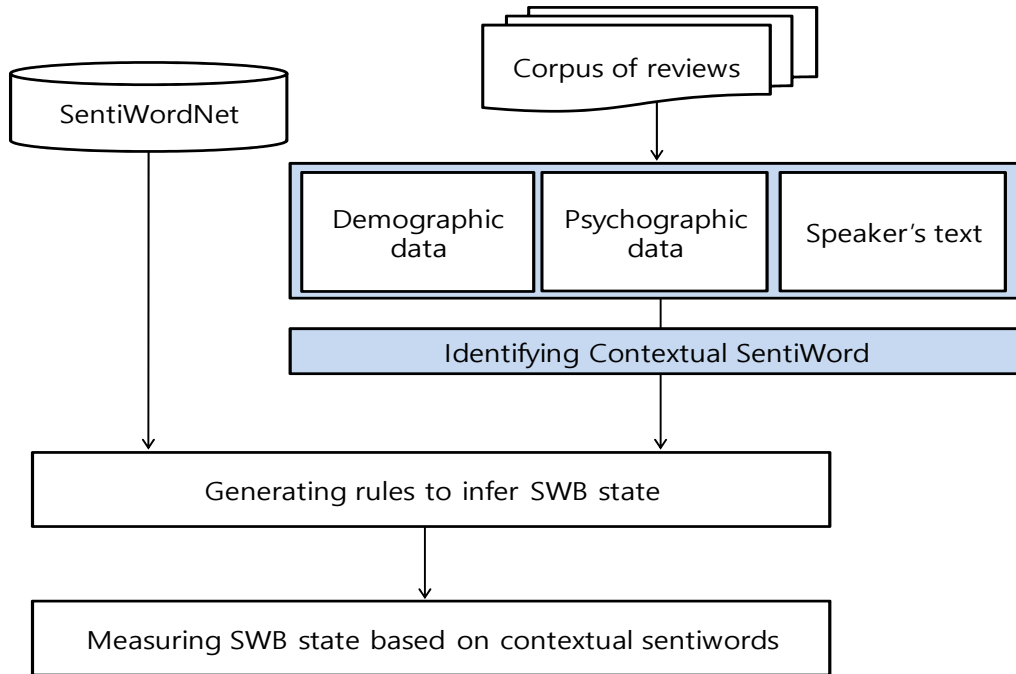 Corpus of reviews
SentiWordNet
Demographic
data
Psychographic
data
Speaker's text
Identifying Contextual SentiWord
Generating rules to infer SWB state
Measuring SWB state based on contextual sentiwords